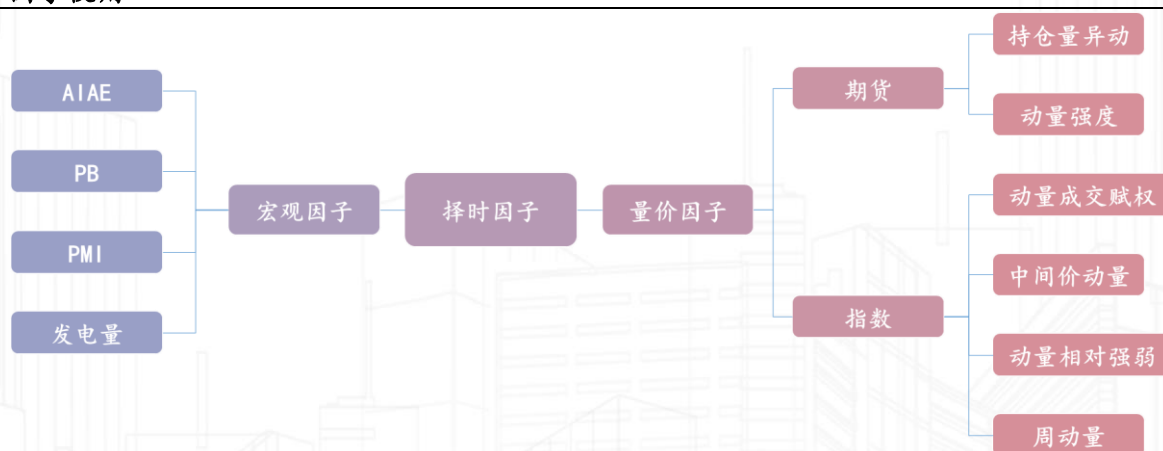 AIAE
PB
PMI
发电量
宏观因子
择时因子
量价因子
期货
持仓量异动
动量强度
指数
动量成交赋权
中间价动量
动量相对强弱
周动量